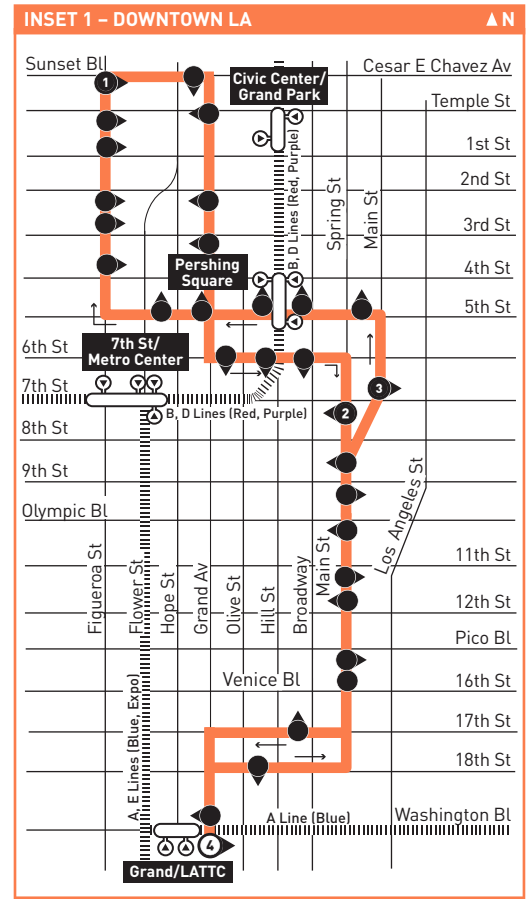 INSET 1 – DOWNTOWN LA
▲N
Sunset Bl
Cesar E Chavez Av
1
Civic Center/
Grand Park
Temple St
1st St
2nd St
3rd St
4th St
5th St
B, D Lines (Red, Purple)
Spring St
Main St
Pershing
Square
6th St
7th St/
Metro Center
7th St
B, D Lines (Red, Purple)
3
2
8th St
9th St
Olympic Bl
Los Angeles St
11th St
12th St
Figueroa St
Flower St
Hope St
Grand Av
Olive St
Hill St
Broadway
Main St
Pico Bl
Venice Bl
16th St
17th St
18th St
A, E Lines (Blue, Expo)
A Line (Blue)
Washington Bl
4
Grand/LATTC